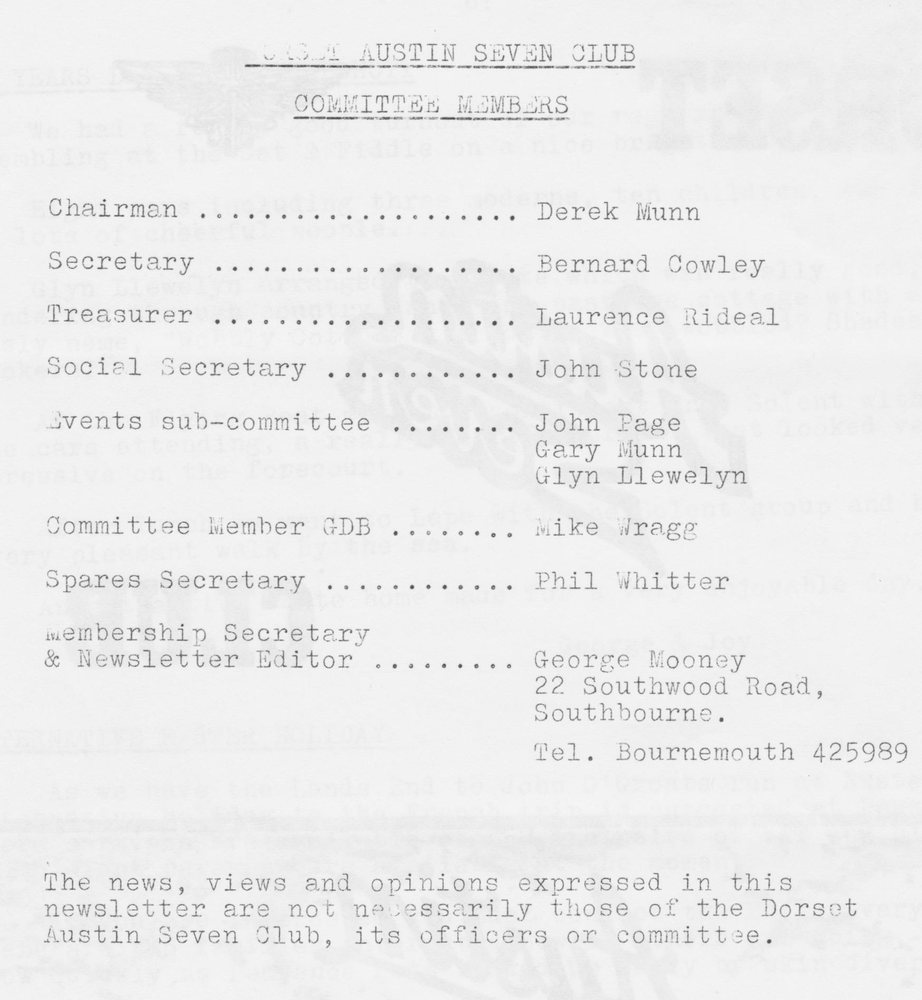 DORSET AUSTIN SEVEN CLUB
COMMITTEE MEMBERS
Chairman .................... Derek Munn
Secretary ................... Bernard Cowley
Treasurer ................... Laurence Rideal
Social Secretary ............ John Stone
Events sub-committee ........ John Page
Gary Munn
Glyn Llewelyn
Committee Member GDB ........ Mike Wragg
Spares Secretary ............ Phil Whitter
Membership Secretary
& Newsletter Editor ......... George Mooney
22 Southwood Road,
Southbourne.
Tel. Bournemouth 425989
The news, views and opinions expressed in this
newsletter are not necessarily those of the Dorset
Austin Seven Club, its officers or committee.